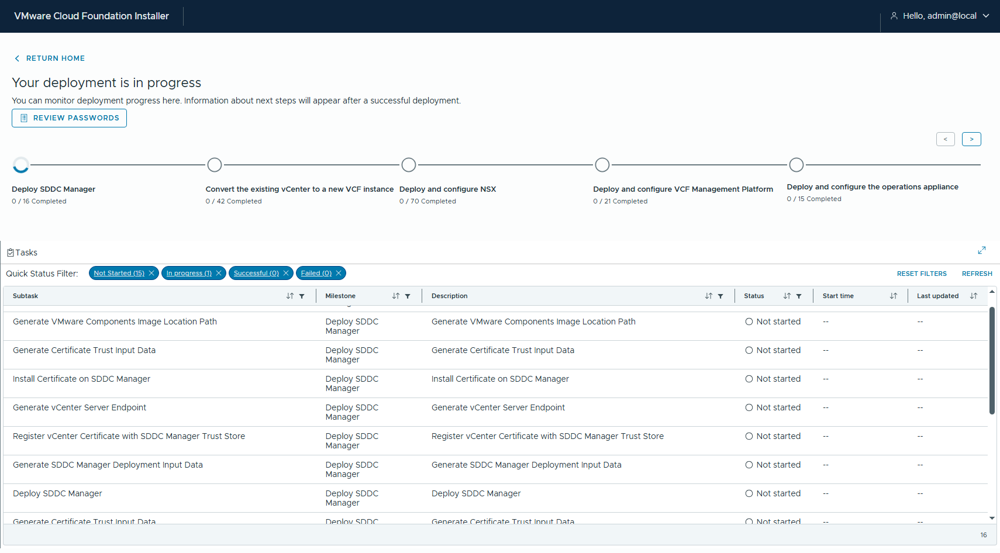 VMware Cloud Foundation Installer
Hello, admin@local
RETURN HOME
Your deployment is in progress
You can monitor deployment progress here. Information about next steps will appear after a successful deployment.
REVIEW PASSWORDS
< >
Deploy SDDC Manager
0 / 16 Completed
Convert the existing vCenter to a new VCF instance
0 / 42 Completed
Deploy and configure NSX
0 / 70 Completed
Deploy and configure VCF Management Platform
0 / 21 Completed
Deploy and configure the operations appliance
0 / 15 Completed
Tasks
Quick Status Filter: Not Started (15) In progress (1) Successful (0) Failed (0) RESET FILTERS REFRESH
Subtask Milestone Description Status Start time Last updated
Generate VMware Components Image Location Path Deploy SDDC Generate VMware Components Image Location Path Not started -- --
Manager
Generate Certificate Trust Input Data Deploy SDDC Generate Certificate Trust Input Data Not started -- --
Manager
Install Certificate on SDDC Manager Deploy SDDC Install Certificate on SDDC Manager Not started -- --
Manager
Generate vCenter Server Endpoint Deploy SDDC Generate vCenter Server Endpoint Not started -- --
Manager
Register vCenter Certificate with SDDC Manager Trust Store Deploy SDDC Register vCenter Certificate with SDDC Manager Trust Store Not started -- --
Manager
Generate SDDC Manager Deployment Input Data Deploy SDDC Generate SDDC Manager Deployment Input Data Not started -- --
Manager
Deploy SDDC Manager Deploy SDDC Deploy SDDC Manager Not started -- --
Manager
Generate Certificate Trust Input Data Deploy SDDC Generate Certificate Trust Input Data Not started -- --
16